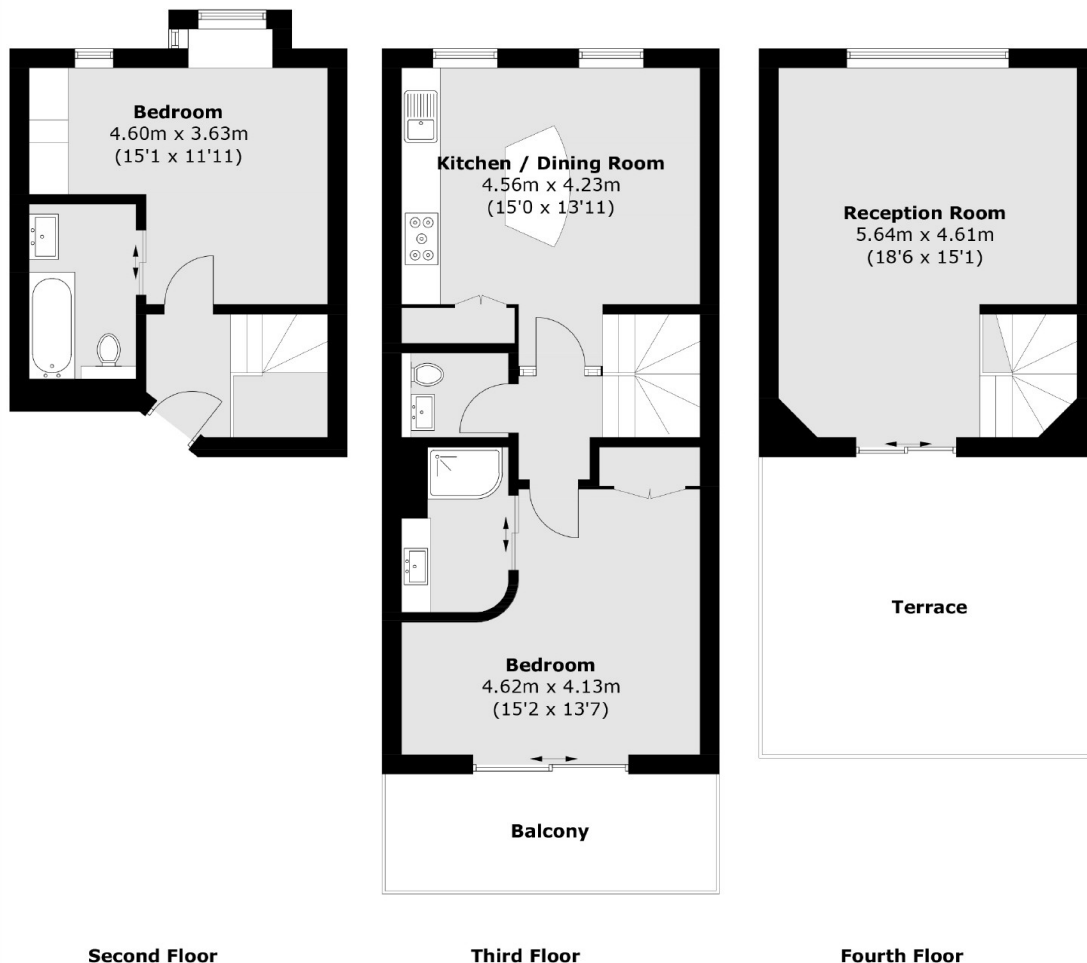 Bedroom
4.60m x 3.63m
(15'1 x 11'11)
Kitchen / Dining Room
4.56m x 4.23m
(15'0 x 13'11)
Reception Room
5.64m x 4.61m
(18'6 x 15'1)
Terrace
Bedroom
4.62m x 4.13m
(15'2 x 13'7)
Balcony
Second Floor
Third Floor
Fourth Floor